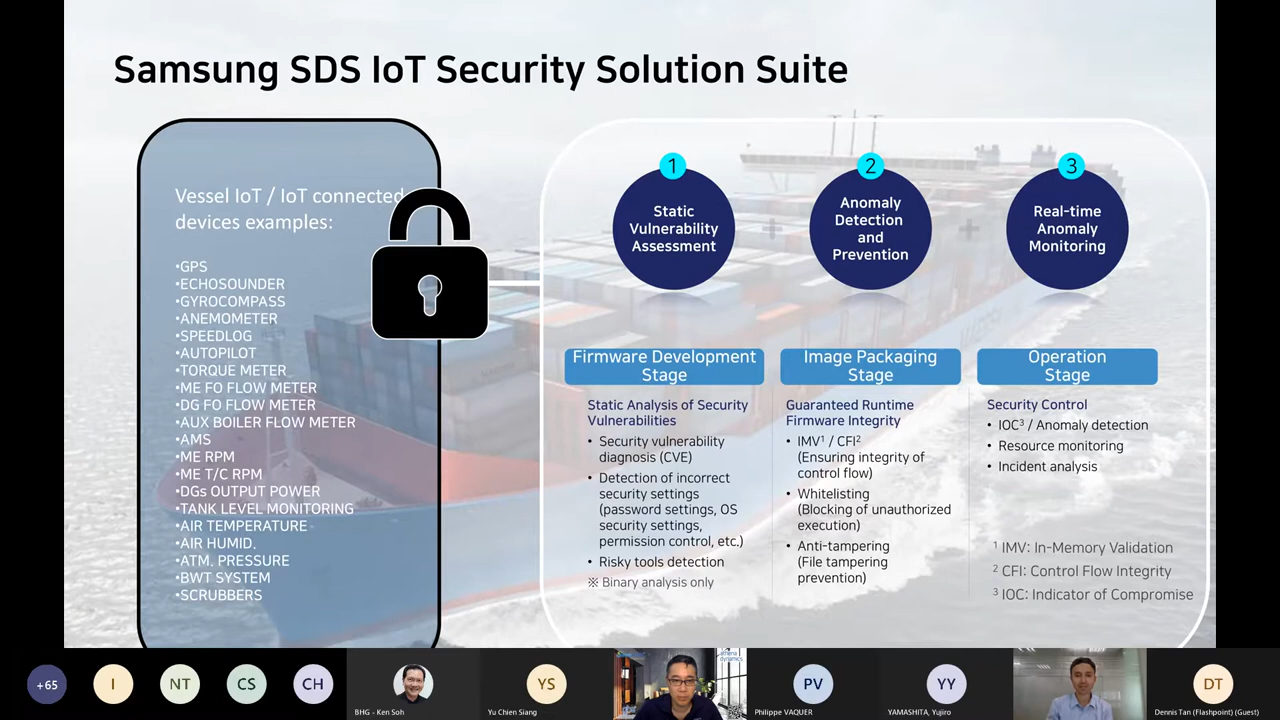 Samsung SDS IoT Security Solution Suite
Vessel IoT / IoT connected
devices examples:
•GPS
•ECHOSOUNDER
•GYROCOMPASS
•ANEMOMETER
•SPEEDLOG
•AUTOPILOT
•TORQUE METER
•ME FO FLOW METER
•DG FO FLOW METER
•AUX BOILER FLOW METER
•AMS
•ME RPM
•ME T/C RPM
•DGs OUTPUT POWER
•TANK LEVEL MONITORING
•AIR TEMPERATURE
•AIR HUMID.
•ATM. PRESSURE
•BWT SYSTEM
•SCRUBBERS
1
Static
Vulnerability
Assessment
2
Anomaly
Detection
and
Prevention
3
Real-time
Anomaly
Monitoring
Firmware Development
Stage
Static Analysis of Security
Vulnerabilities
• Security vulnerability
diagnosis (CVE)
• Detection of incorrect
security settings
(password settings, OS
security settings,
permission control, etc.)
• Risky tools detection
※ Binary analysis only
Image Packaging
Stage
Guaranteed Runtime
Firmware Integrity
• IMV¹ / CFI²
(Ensuring integrity of
control flow)
• Whitelisting
(Blocking of unauthorized
execution)
• Anti-tampering
(File tampering
prevention)
Operation
Stage
Security Control
• IOC³ / Anomaly detection
• Resource monitoring
• Incident analysis
¹ IMV: In-Memory Validation
² CFI: Control Flow Integrity
³ IOC: Indicator of Compromise
+65
I
NT
CS
CH
BHG - Ken Soh
YS
Yu Chien Siang
athena
dynamics
PV
Philippe VAQUER
YY
YAMASHITA, Yujiro
DT
Dennis Tan (Flashpoint) (Guest)